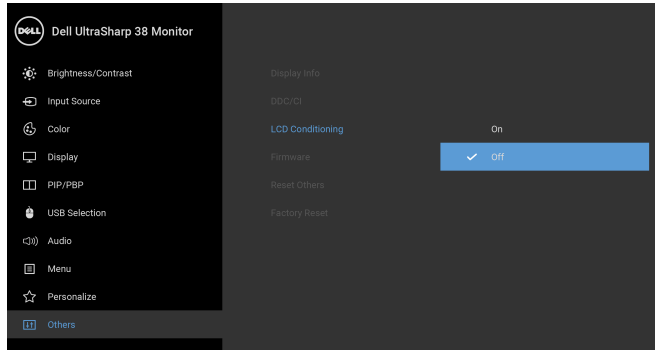 DELL
Dell UltraSharp 38 Monitor
Brightness/Contrast
Input Source
Color
Display
PIP/PBP
USB Selection
Audio
Menu
Personalize
Others
Display Info
DDC/CI
LCD Conditioning
Firmware
Reset Others
Factory Reset
On
Off